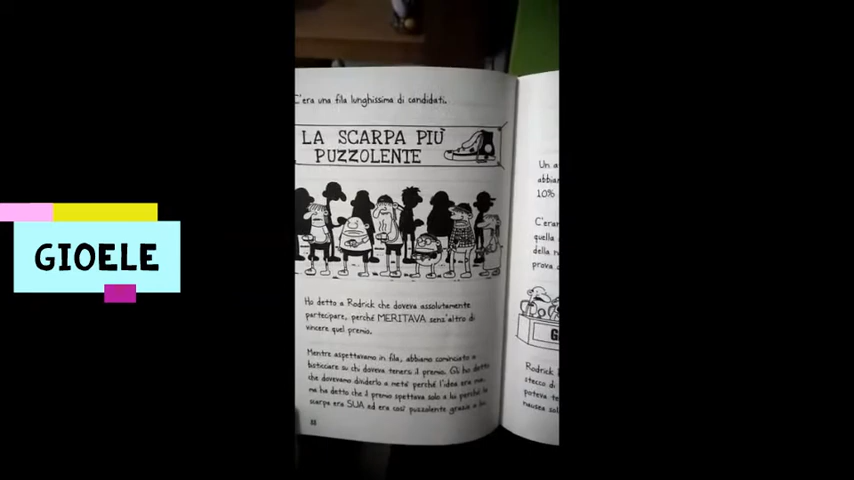 GIOELE
C'era una fila lunghissima di candidati.
LA SCARPA PIÙ
PUZZOLENTE
Ho detto a Rodrick che doveva assolutamente
partecipare, perché MERITAVA senz'altro di
vincere quel premio.
Mentre aspettavamo in fila, abbiamo cominciato a
bisticciare su chi doveva tenersi il premio. Gli ho detto
che dovevamo dividerlo a metà perché l'idea era mia,
ma ha detto che il premio spettava solo a lui perché la
scarpa era SUA ed era così puzzolente grazie a lui.
Un
abbiam
10%
C'eran
quella
della
prova
G
Rodrick
stecco di
poteva
nausea